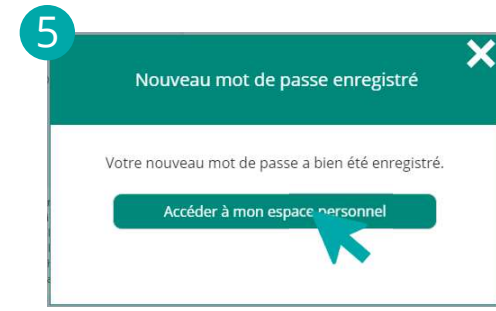 5
Nouveau mot de passe enregistré
Votre nouveau mot de passe a bien été enregistré.
Accéder à mon espace personnel